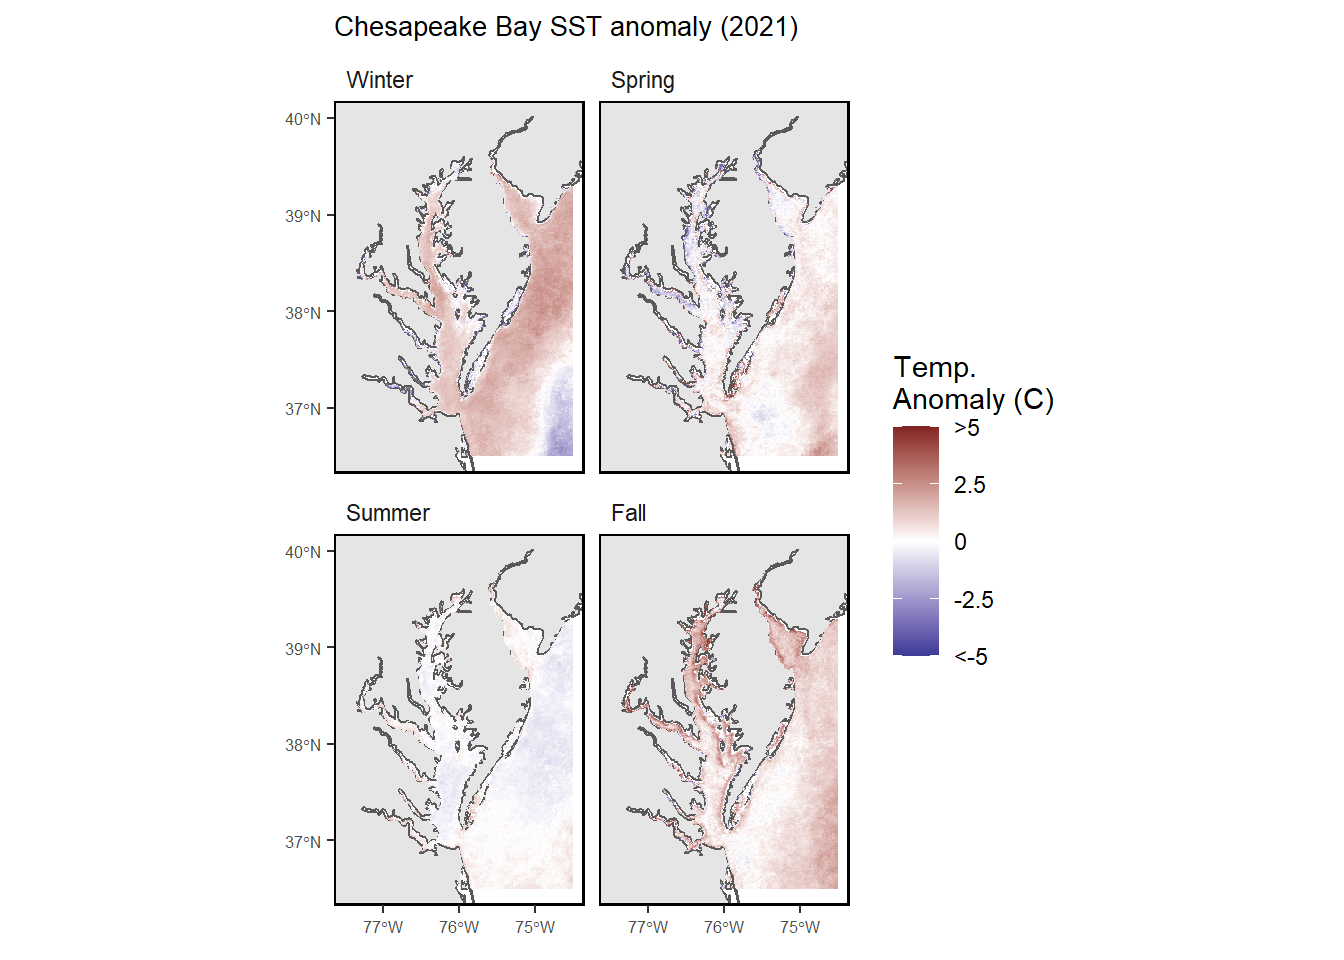 Chesapeake Bay SST anomaly (2021)
Winter
Spring
40°N
39°N
38°N
37°N
Summer
Fall
40°N
39°N
38°N
37°N
77°W
76°W
75°W
77°W
76°W
75°W
Temp.
Anomaly (C)
>5
2.5
0
-2.5
<-5